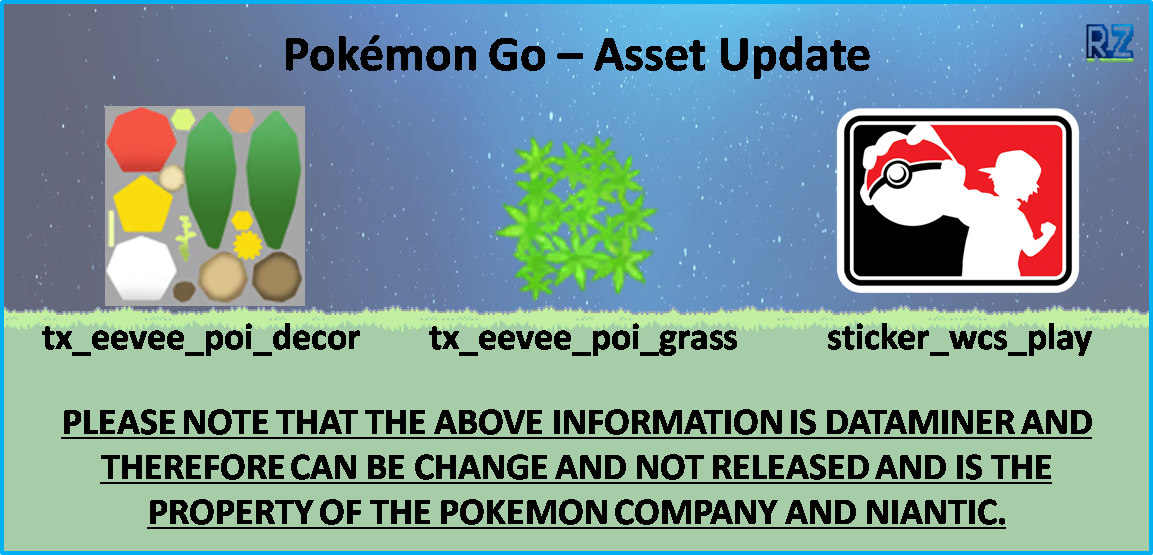 Pokémon Go – Asset Update
RZ
tx_eevee_poi_decor
tx_eevee_poi_grass
sticker_wcs_play
PLEASE NOTE THAT THE ABOVE INFORMATION IS DATAMINER AND
THEREFORE CAN BE CHANGE AND NOT RELEASED AND IS THE
PROPERTY OF THE POKEMON COMPANY AND NIANTIC.